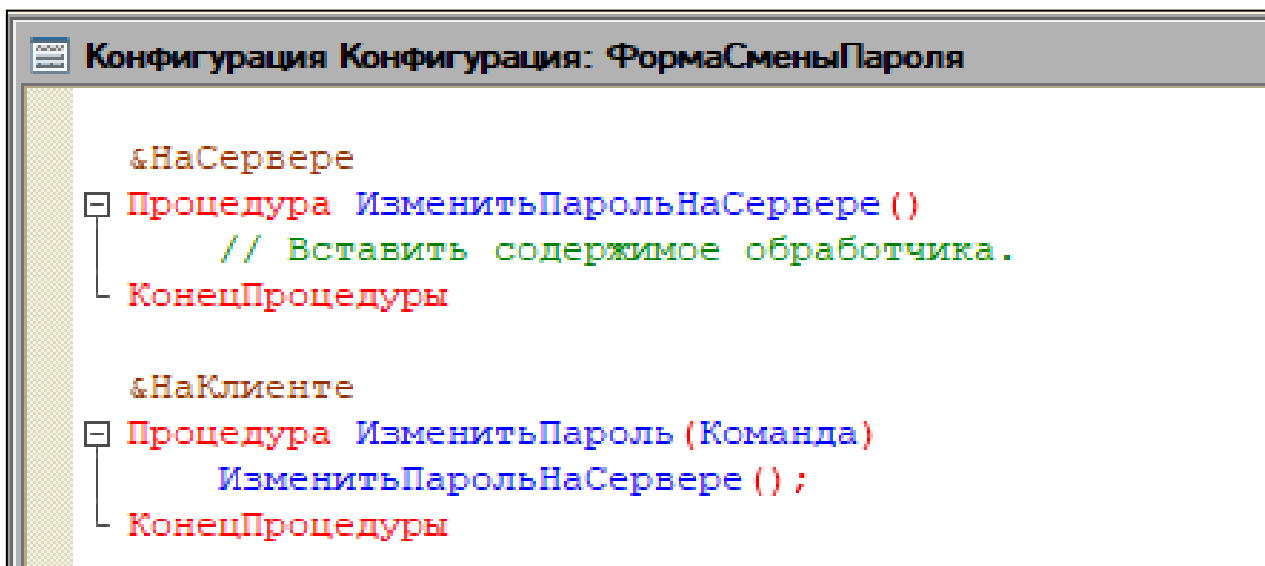 Конфигурация Конфигурация: ФормаСменыПароля
&НаСервере
Процедура ИзменитьПарольНаСервере()
// Вставить содержимое обработчика.
КонецПроцедуры
&НаКлиенте
Процедура ИзменитьПароль(Команда)
ИзменитьПарольНаСервере();
КонецПроцедуры